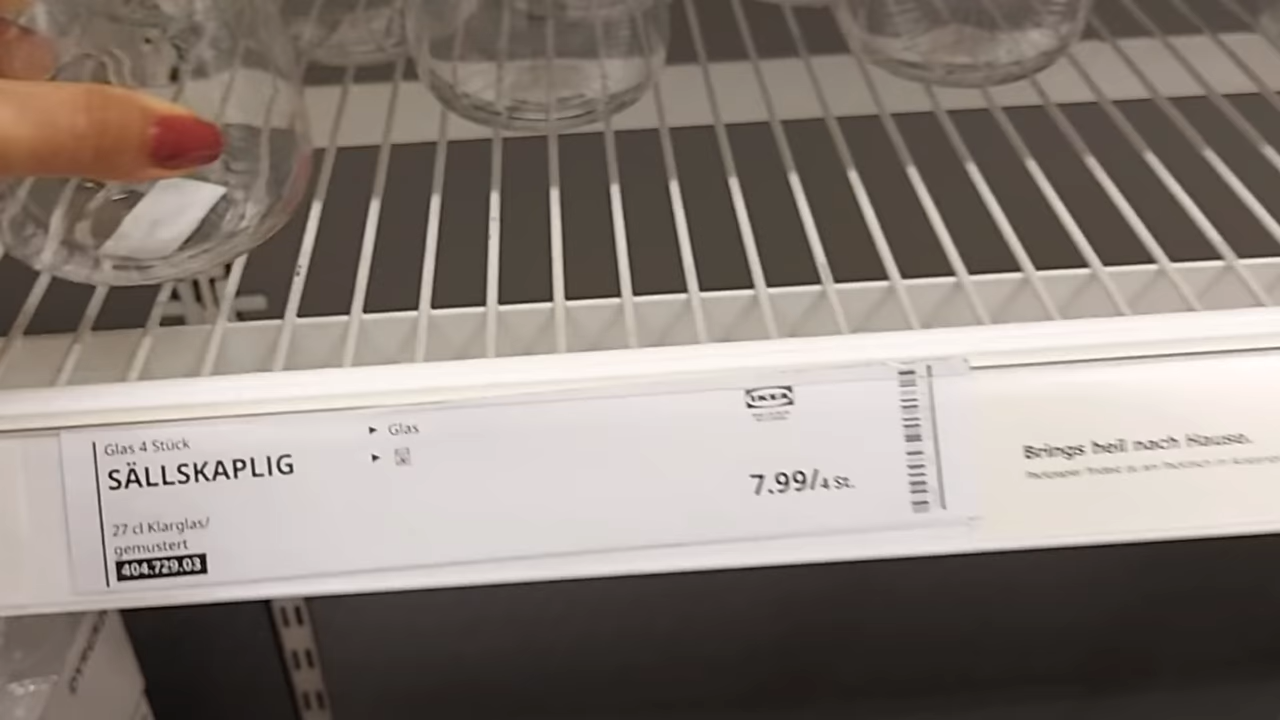 Glas 4 Stück
SÄLLSKAPLIG
27 cl Klarglas/
gemustert
404.729.03
▸ Glas
IKEA
7.99/4 St.
Brings heil nach Hause.